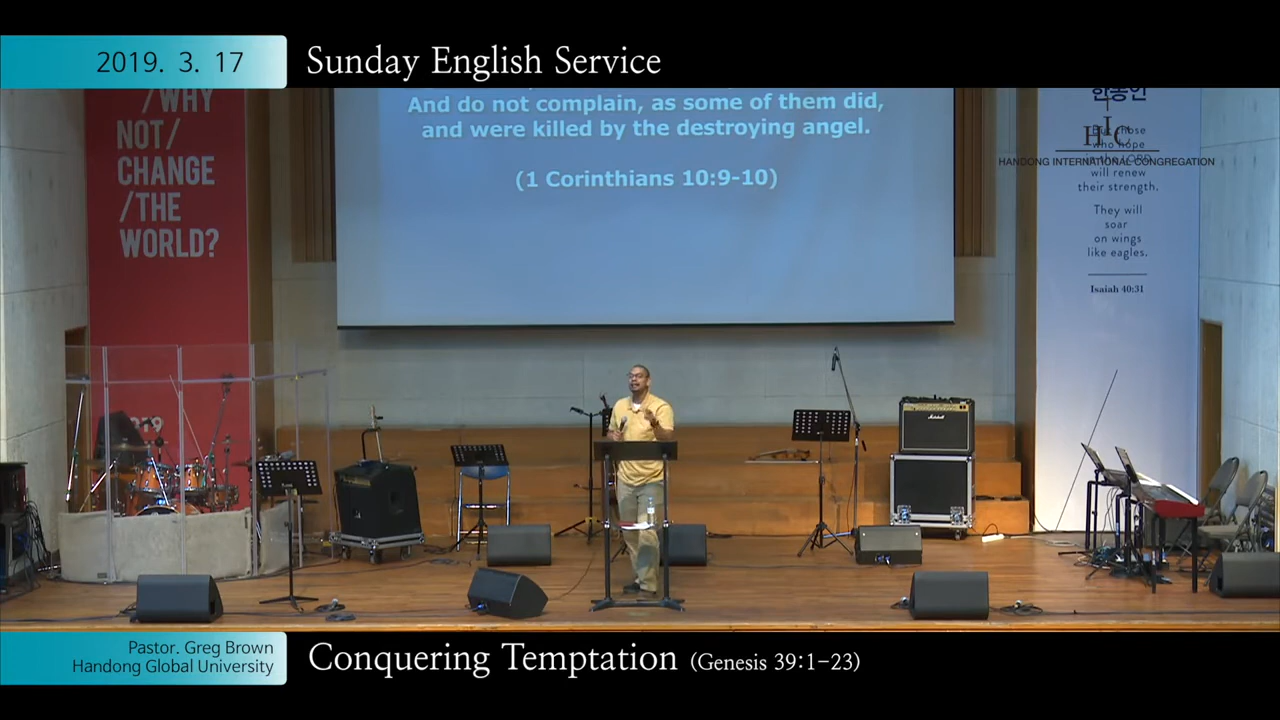 2019. 3. 17
Sunday English Service
/WHY
NOT/
CHANGE
/THE
WORLD?
And do not complain, as some of them did,
and were killed by the destroying angel.
(1 Corinthians 10:9-10)
한동인
HIC
HANDONG INTERNATIONAL CONGREGATION
But those
who hope
will renew
their strength.
They will
soar
on wings
like eagles.
Isaiah 40:31
Marshall
Pastor. Greg Brown
Handong Global University
Conquering Temptation (Genesis 39:1-23)